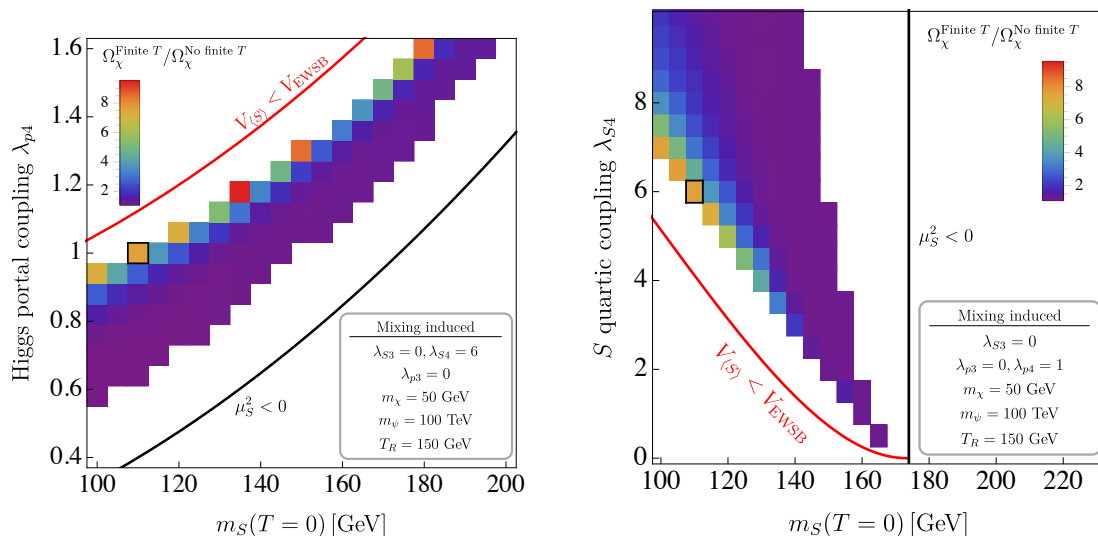 Ω_χ^{Finite T}/Ω_χ^{No finite T}
8
6
4
2
V_{⟨S⟩} < V_{EWSB}
μ_S^2 < 0
Mixing induced
λ_{S3} = 0, λ_{S4} = 6
λ_{p3} = 0
m_χ = 50 GeV
m_ψ = 100 TeV
T_R = 150 GeV
Higgs portal coupling λ_{p4}
1.6
1.4
1.2
1
0.8
0.6
0.4
100 120 140 160 180 200
m_S(T = 0) [GeV]
Ω_χ^{Finite T}/Ω_χ^{No finite T}
8
6
4
2
μ_S^2 < 0
V_{⟨S⟩} < V_{EWSB}
Mixing induced
λ_{S3} = 0
λ_{p3} = 0, λ_{p4} = 1
m_χ = 50 GeV
m_ψ = 100 TeV
T_R = 150 GeV
S quartic coupling λ_{S4}
8
6
4
2
0
100 120 140 160 180 200 220
m_S(T = 0) [GeV]